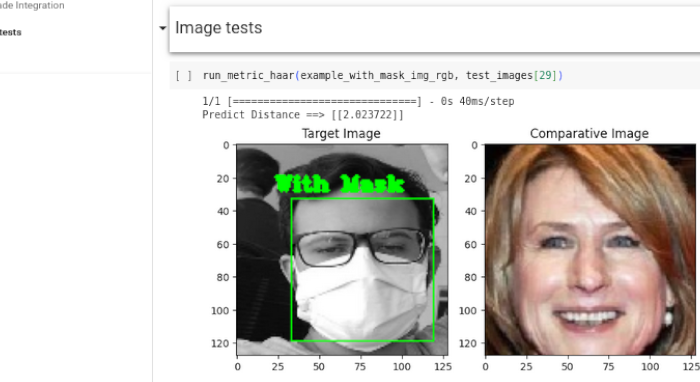 ade Integration
tests
Image tests
[ ] run_metric_haar(example_with_mask_img_rgb, test_images[29])
1/1 [==============================] - 0s 40ms/step
Predict Distance ==> [[2.023722]]
Target Image
Comparative Image
With Mask
0
20
40
60
80
100
120
0 25 50 75 100 125
0
20
40
60
80
100
120
0 25 50 75 100 125